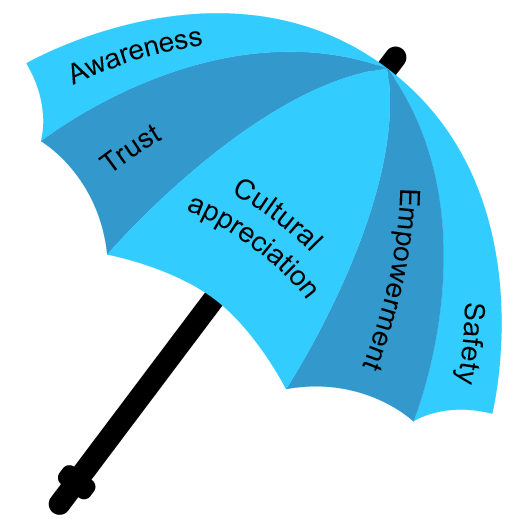 Awareness
Trust
Cultural
appreciation
Empowerment
Safety